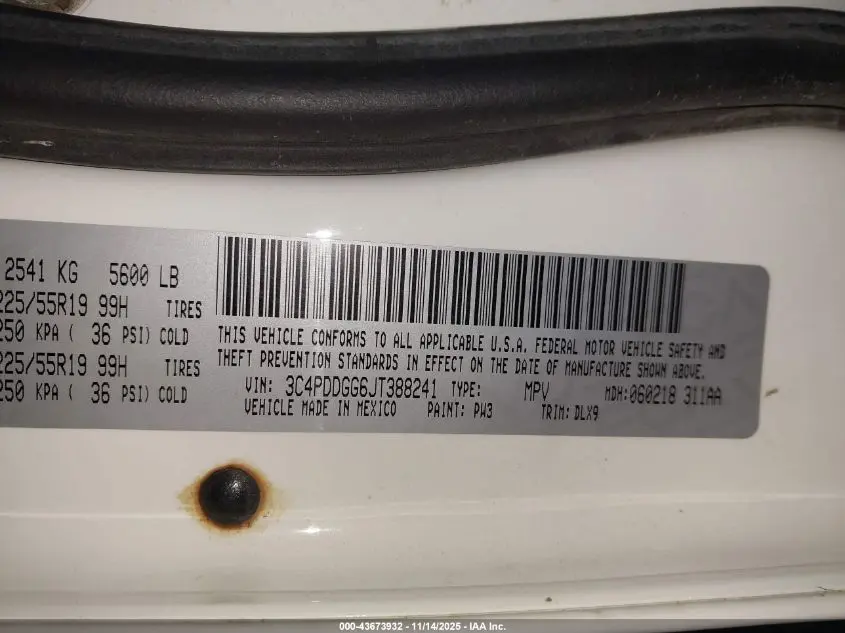 2541 KG 5600 LB
225/55R19 99H TIRES
250 KPA ( 36 PSI) COLD
225/55R19 99H TIRES
250 KPA ( 36 PSI) COLD
THIS VEHICLE CONFORMS TO ALL APPLICABLE U.S.A. FEDERAL MOTOR VEHICLE SAFETY AND
THEFT PREVENTION STANDARDS IN EFFECT ON THE DATE OF MANUFACTURE SHOWN ABOVE.
VIN: 3C4PDDGG6JT388241 TYPE: MPV MDH:060218 311AA
VEHICLE MADE IN MEXICO PAINT: PW3 TRIM: DLX9
000-43673932 - 11/14/2025 - IAA Inc.